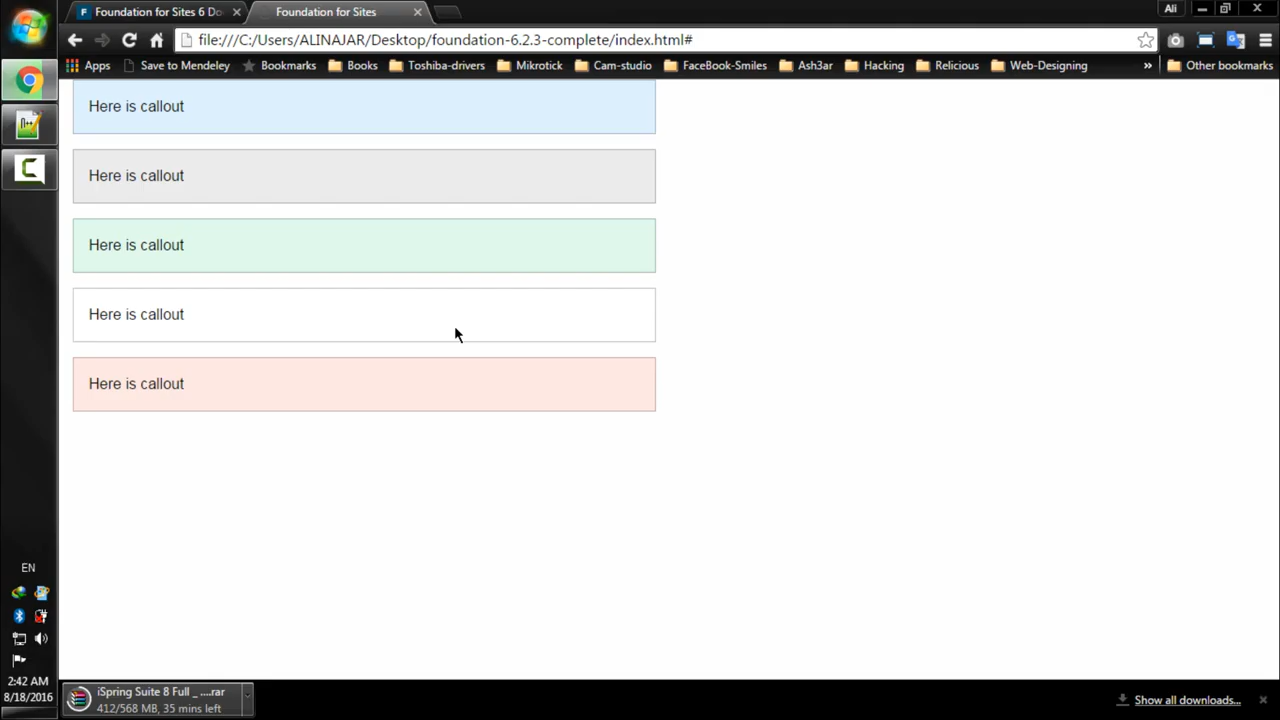 Foundation for Sites 6 Do
Foundation for Sites
Ali
file:///C:/Users/ALINAJAR/Desktop/foundation-6.2.3-complete/index.html#
Apps
Save to Mendeley
Bookmarks
Books
Toshiba-drivers
Mikrotick
Cam-studio
FaceBook-Smiles
Ash3ar
Hacking
Relicious
Web-Designing
»
Other bookmarks
Here is callout
Here is callout
Here is callout
Here is callout
Here is callout
EN
2:42 AM
8/18/2016
iSpring Suite 8 Full _ ....rar
412/568 MB, 35 mins left
Show all downloads...